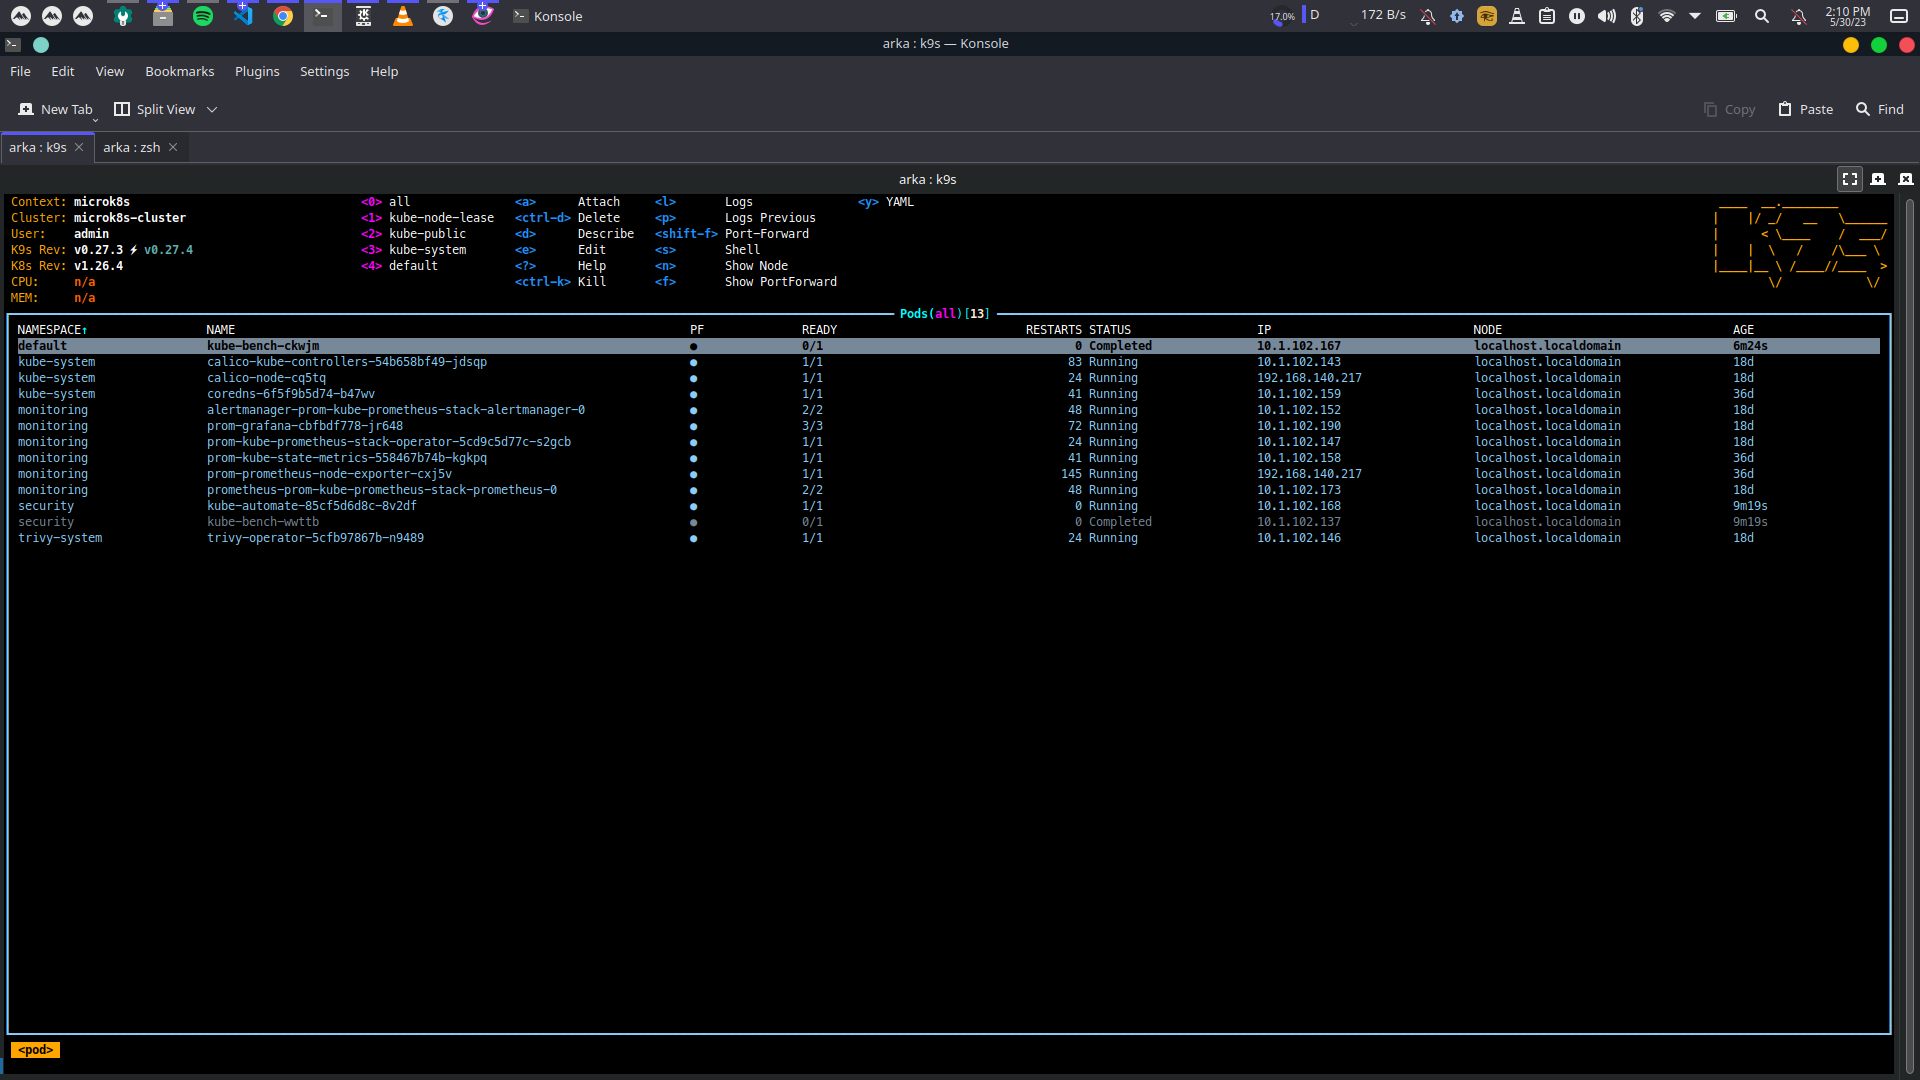 Konsole
17.0%
D
172 B/s
2:10 PM
5/30/23
arka : k9s — Konsole
File Edit View Bookmarks Plugins Settings Help
New Tab Split View Copy Paste Find
arka : k9s arka : zsh
arka : k9s
Context: microk8s <0> all <a> Attach <l> Logs <y> YAML
Cluster: microk8s-cluster <1> kube-node-lease <ctrl-d> Delete <p> Logs Previous
User: admin <2> kube-public <d> Describe <shift-f> Port-Forward
K9s Rev: v0.27.3 ⚡ v0.27.4 <3> kube-system <e> Edit <s> Shell
K8s Rev: v1.26.4 <4> default <?> Help <n> Show Node
CPU: n/a <ctrl-k> Kill <f> Show PortForward
MEM: n/a
Pods(all)[13]
NAMESPACE↑ NAME PF READY RESTARTS STATUS IP NODE AGE
default kube-bench-ckwjm ● 0/1 0 Completed 10.1.102.167 localhost.localdomain 6m24s
kube-system calico-kube-controllers-54b658bf49-jdsqp ● 1/1 83 Running 10.1.102.143 localhost.localdomain 18d
kube-system calico-node-cq5tq ● 1/1 24 Running 192.168.140.217 localhost.localdomain 18d
kube-system coredns-6f5f9b5d74-b47wv ● 1/1 41 Running 10.1.102.159 localhost.localdomain 36d
monitoring alertmanager-prom-kube-prometheus-stack-alertmanager-0 ● 2/2 48 Running 10.1.102.152 localhost.localdomain 18d
monitoring prom-grafana-cbfbdf778-jr648 ● 3/3 72 Running 10.1.102.190 localhost.localdomain 18d
monitoring prom-kube-prometheus-stack-operator-5cd9c5d77c-s2gcb ● 1/1 24 Running 10.1.102.147 localhost.localdomain 18d
monitoring prom-kube-state-metrics-558467b74b-kgkpq ● 1/1 41 Running 10.1.102.158 localhost.localdomain 36d
monitoring prom-prometheus-node-exporter-cxj5v ● 1/1 145 Running 192.168.140.217 localhost.localdomain 36d
monitoring prometheus-prom-kube-prometheus-stack-prometheus-0 ● 2/2 48 Running 10.1.102.173 localhost.localdomain 18d
security kube-automate-85cf5d6d8c-8v2df ● 1/1 0 Running 10.1.102.168 localhost.localdomain 9m19s
security kube-bench-wwttb ● 0/1 0 Completed 10.1.102.137 localhost.localdomain 9m19s
trivy-system trivy-operator-5cfb97867b-n9489 ● 1/1 24 Running 10.1.102.146 localhost.localdomain 18d
<pod>